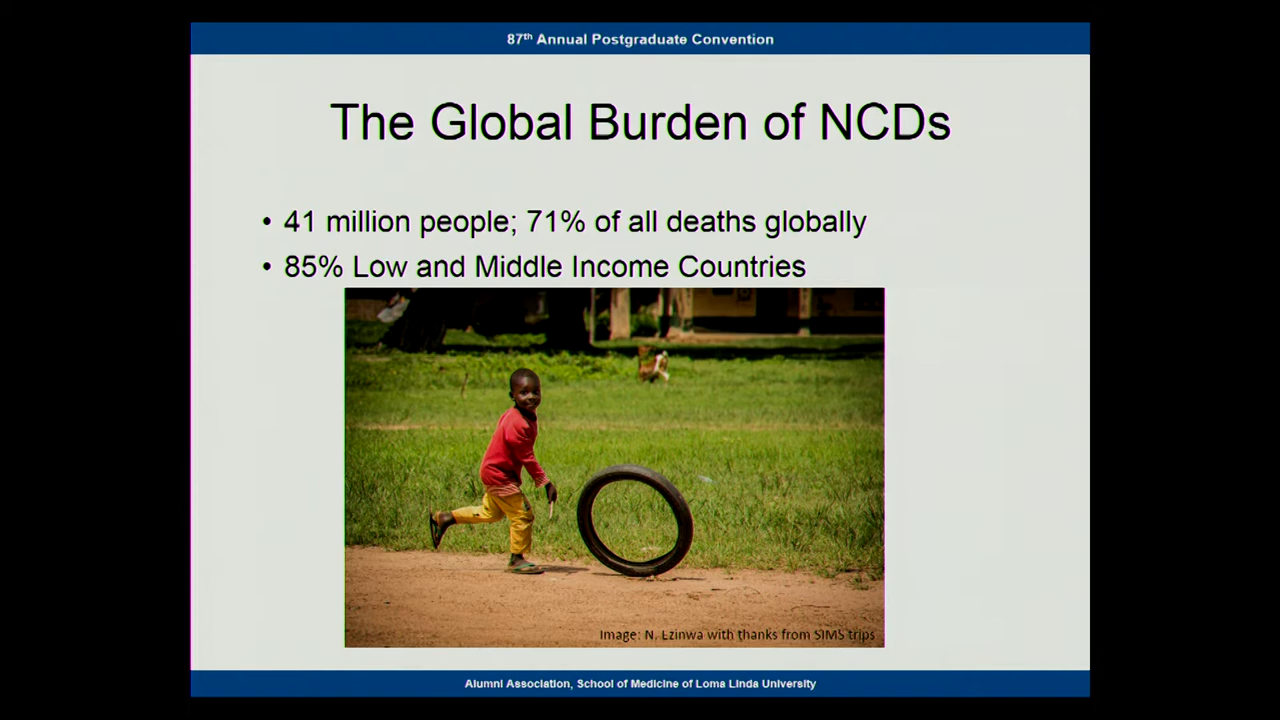 87th Annual Postgraduate Convention
The Global Burden of NCDs
• 41 million people; 71% of all deaths globally
• 85% Low and Middle Income Countries
Image: N. Ezinwa with thanks from SIMS trips
Alumni Association, School of Medicine of Loma Linda University